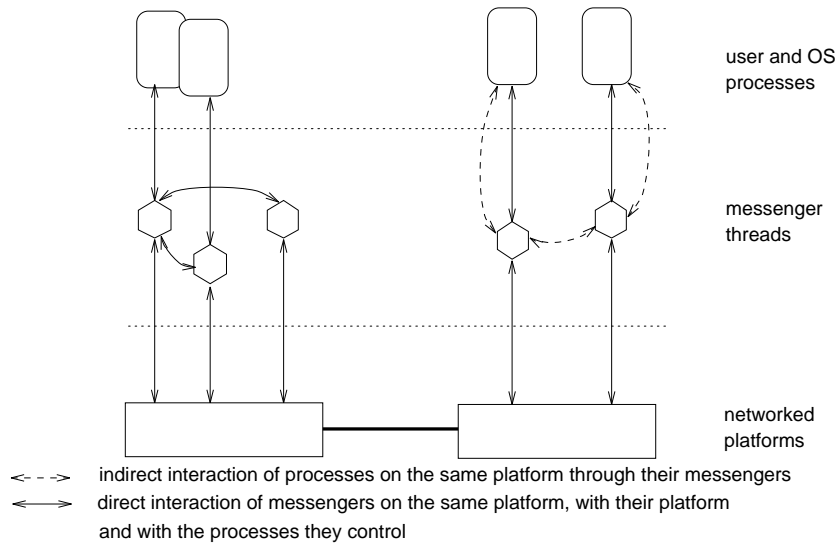 user and OS
processes
messenger
threads
networked
platforms
indirect interaction of processes on the same platform through their messengers
direct interaction of messengers on the same platform, with their platform
and with the processes they control